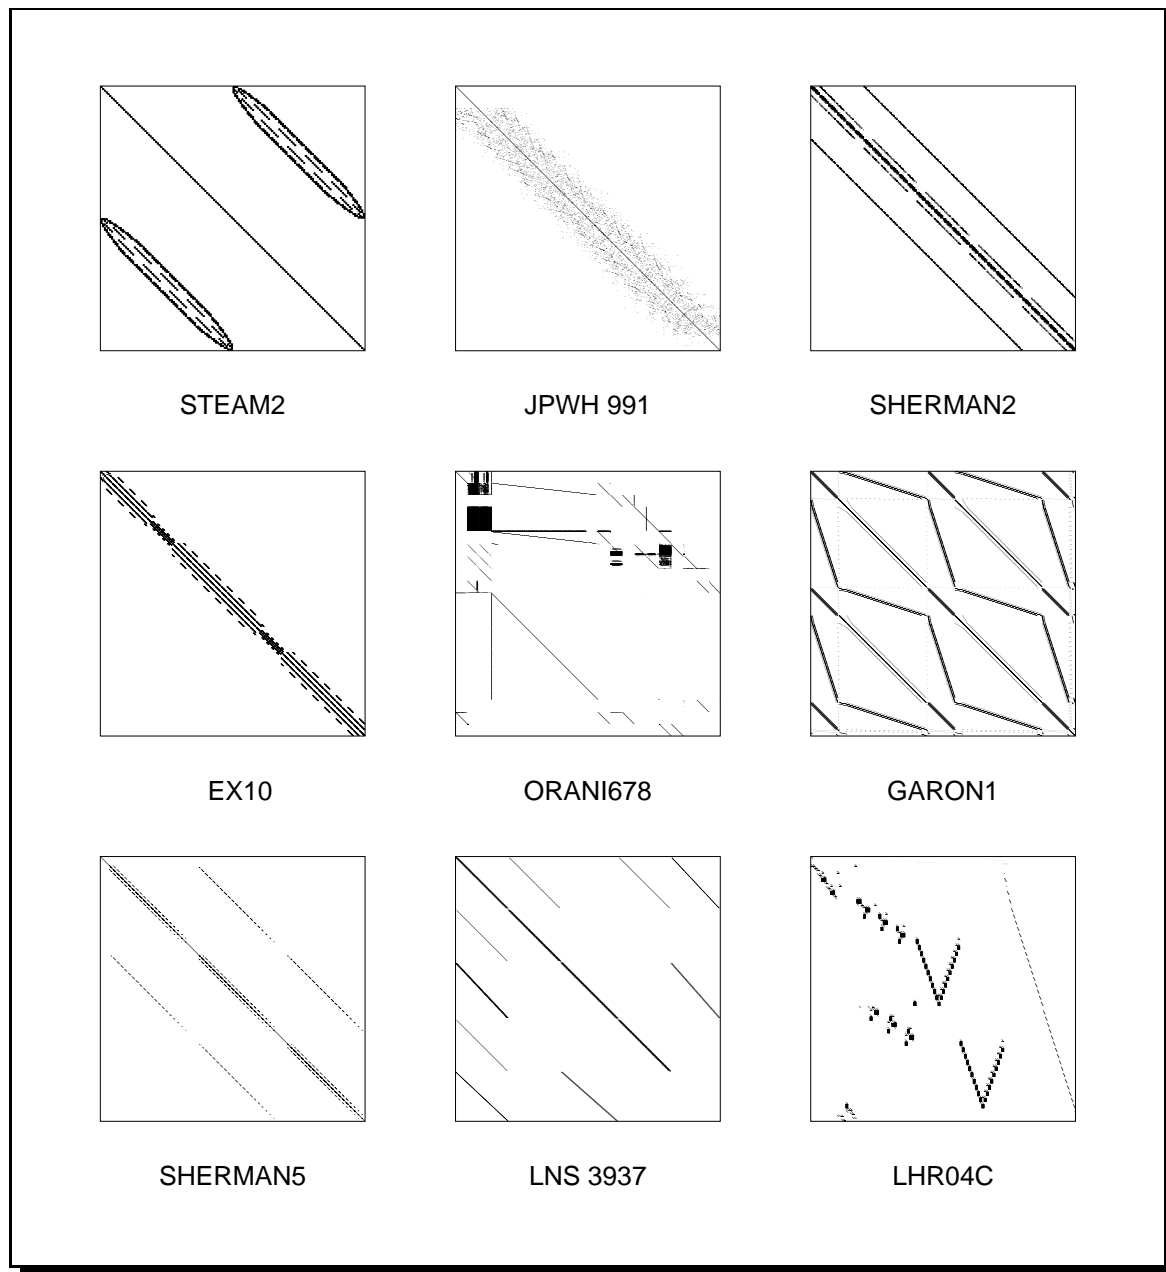 STEAM2
JPWH 991
SHERMAN2
EX10
ORANI678
GARON1
SHERMAN5
LNS 3937
LHR04C